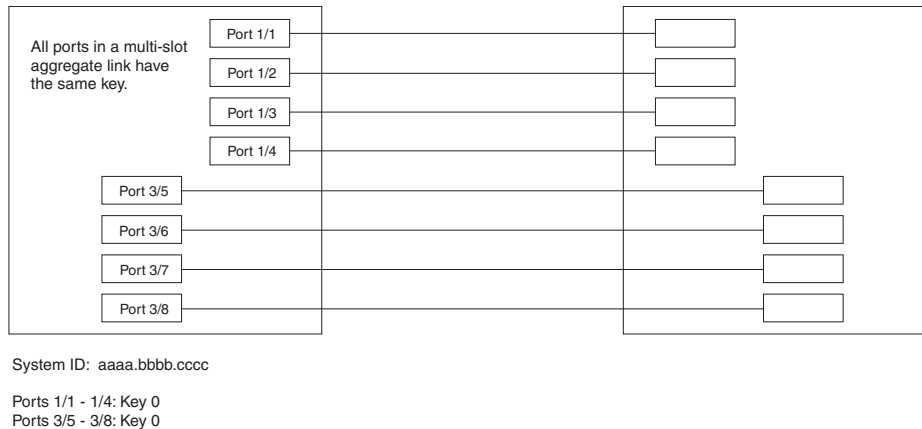 All ports in a multi-slot
aggregate link have
the same key.
Port 1/1
Port 1/2
Port 1/3
Port 1/4
Port 3/5
Port 3/6
Port 3/7
Port 3/8
System ID: aaaa.bbbb.cccc
Ports 1/1 - 1/4: Key 0
Ports 3/5 - 3/8: Key 0